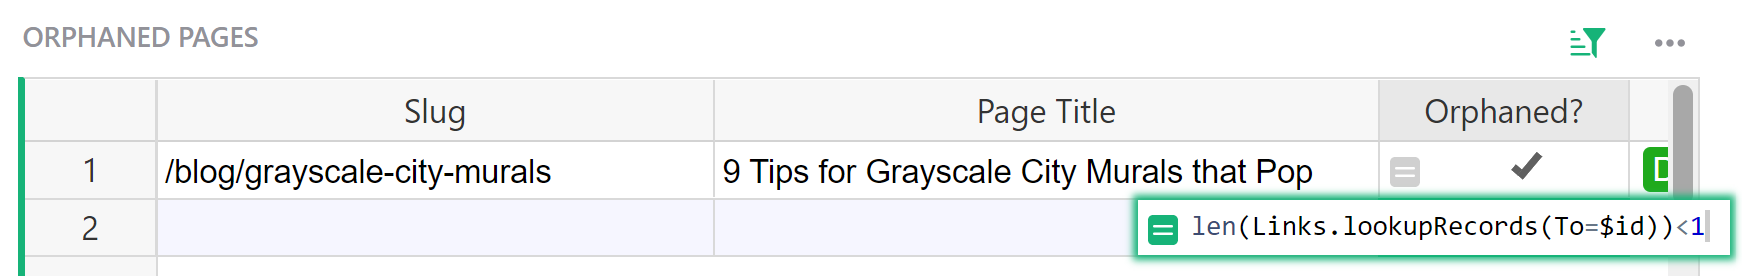 ORPHANED PAGES
Slug Page Title Orphaned?
1 /blog/grayscale-city-murals 9 Tips for Grayscale City Murals that Pop
2 len(Links.lookupRecords(To=$id))<1